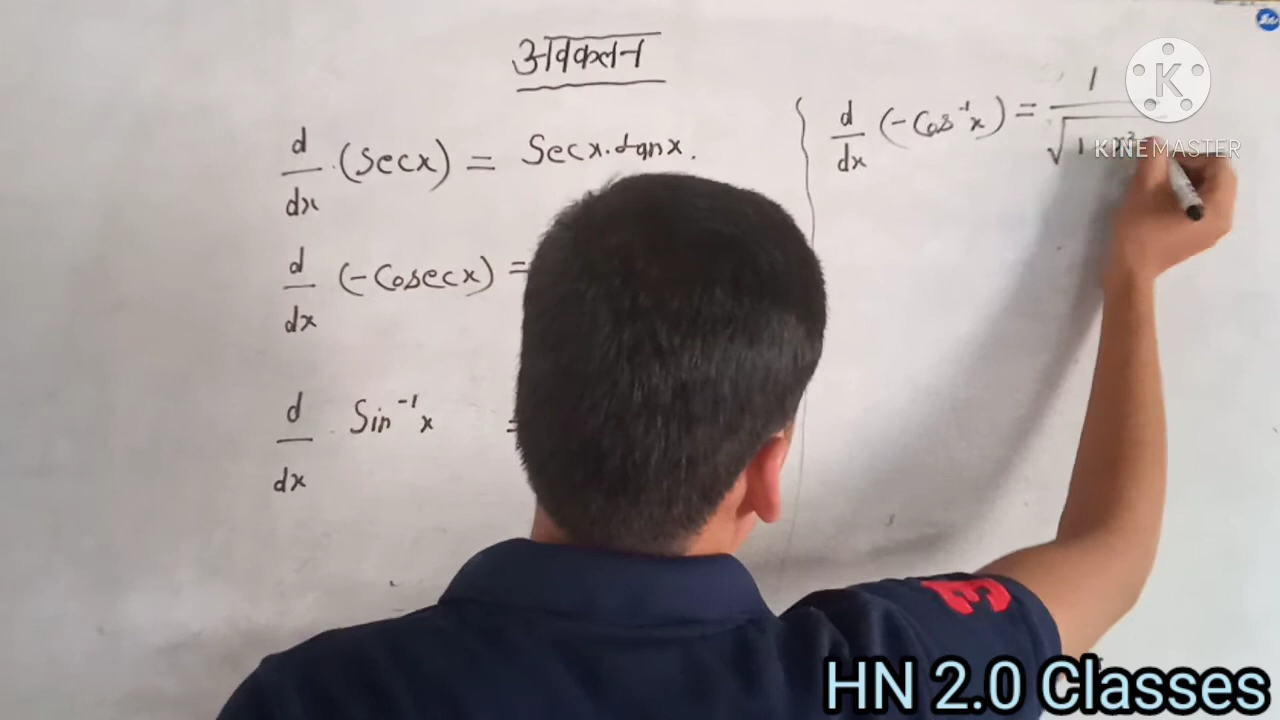 अवकलन
d/dx (Secx) = Secx.tanx.
d/dx (-Cosecx) =
d/dx Sin⁻¹x =
d/dx (-Cos⁻¹x) = 1/√1-x²
KINEMASTER
K
HN 2.0 Classes